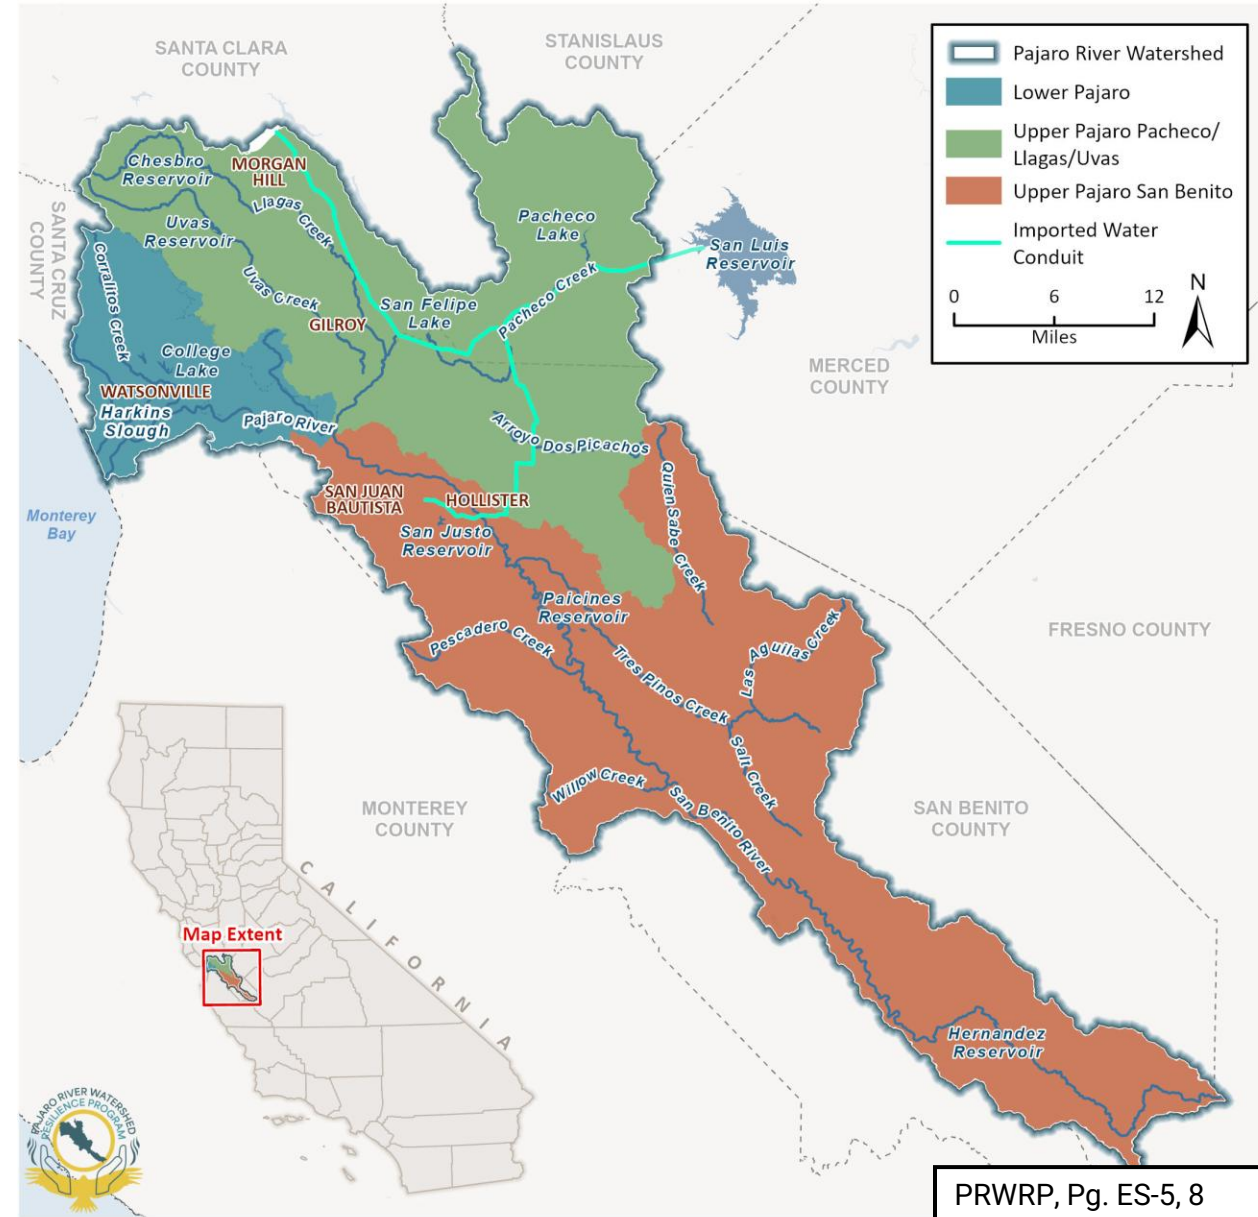 SANTA CLARA
COUNTY
STANISLAUS
COUNTY
Pajaro River Watershed
Lower Pajaro
Upper Pajaro Pacheco/
Llagas/Uvas
Upper Pajaro San Benito
Imported Water
Conduit
0 6 12
Miles
N
Chesbro
Reservoir
MORGAN
HILL
Llagas Creek
Uvas
Reservoir
SANTA CRUZ
COUNTY
Pacheco
Lake
San Luis
Reservoir
Corralitos Creek
Uvas Creek
San Felipe
Lake
Pacheco Creek
GILROY
College
Lake
MERCED
COUNTY
WATSONVILLE
Harkins
Slough
Pajaro River
Arroyo Dos Picachos
Quien Sabe Creek
SAN JUAN
BAUTISTA
HOLLISTER
Monterey
Bay
San Justo
Reservoir
Paicines
Reservoir
Pescadero Creek
Tres Pinos Creek
Las Aguilas Creek
FRESNO COUNTY
Salt Creek
Willow Creek
San Benito River
MONTEREY
COUNTY
SAN BENITO
COUNTY
CALIFORNIA
Map Extent
Hernandez
Reservoir
PAJARO RIVER WATERSHED
RESILIENCE PROGRAM
PRWRP, Pg. ES-5, 8